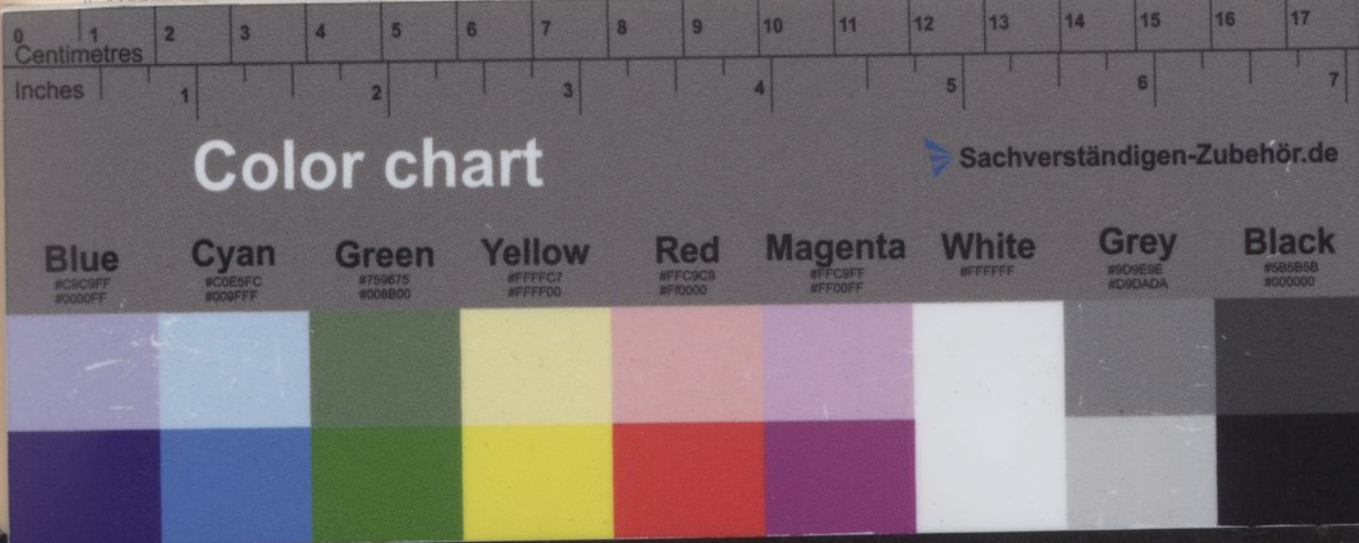 0 1 2 3 4 5 6 7 8 9 10 11 12 13 14 15 16 17
Centimetres
Inches 1 2 3 4 5 6 7
Color chart
Sachverständigen-Zubehör.de
Blue Cyan Green Yellow Red Magenta White Grey Black
#C9C9FF #C0E5FC #759675 #FFFFC7 #FFC9C9 #FFC9FF #FFFFFF #9D9E9E #5B5B5B
#0000FF #009FFF #008B00 #FFFF00 #Ff0000 #FF00FF #D9DADA #000000